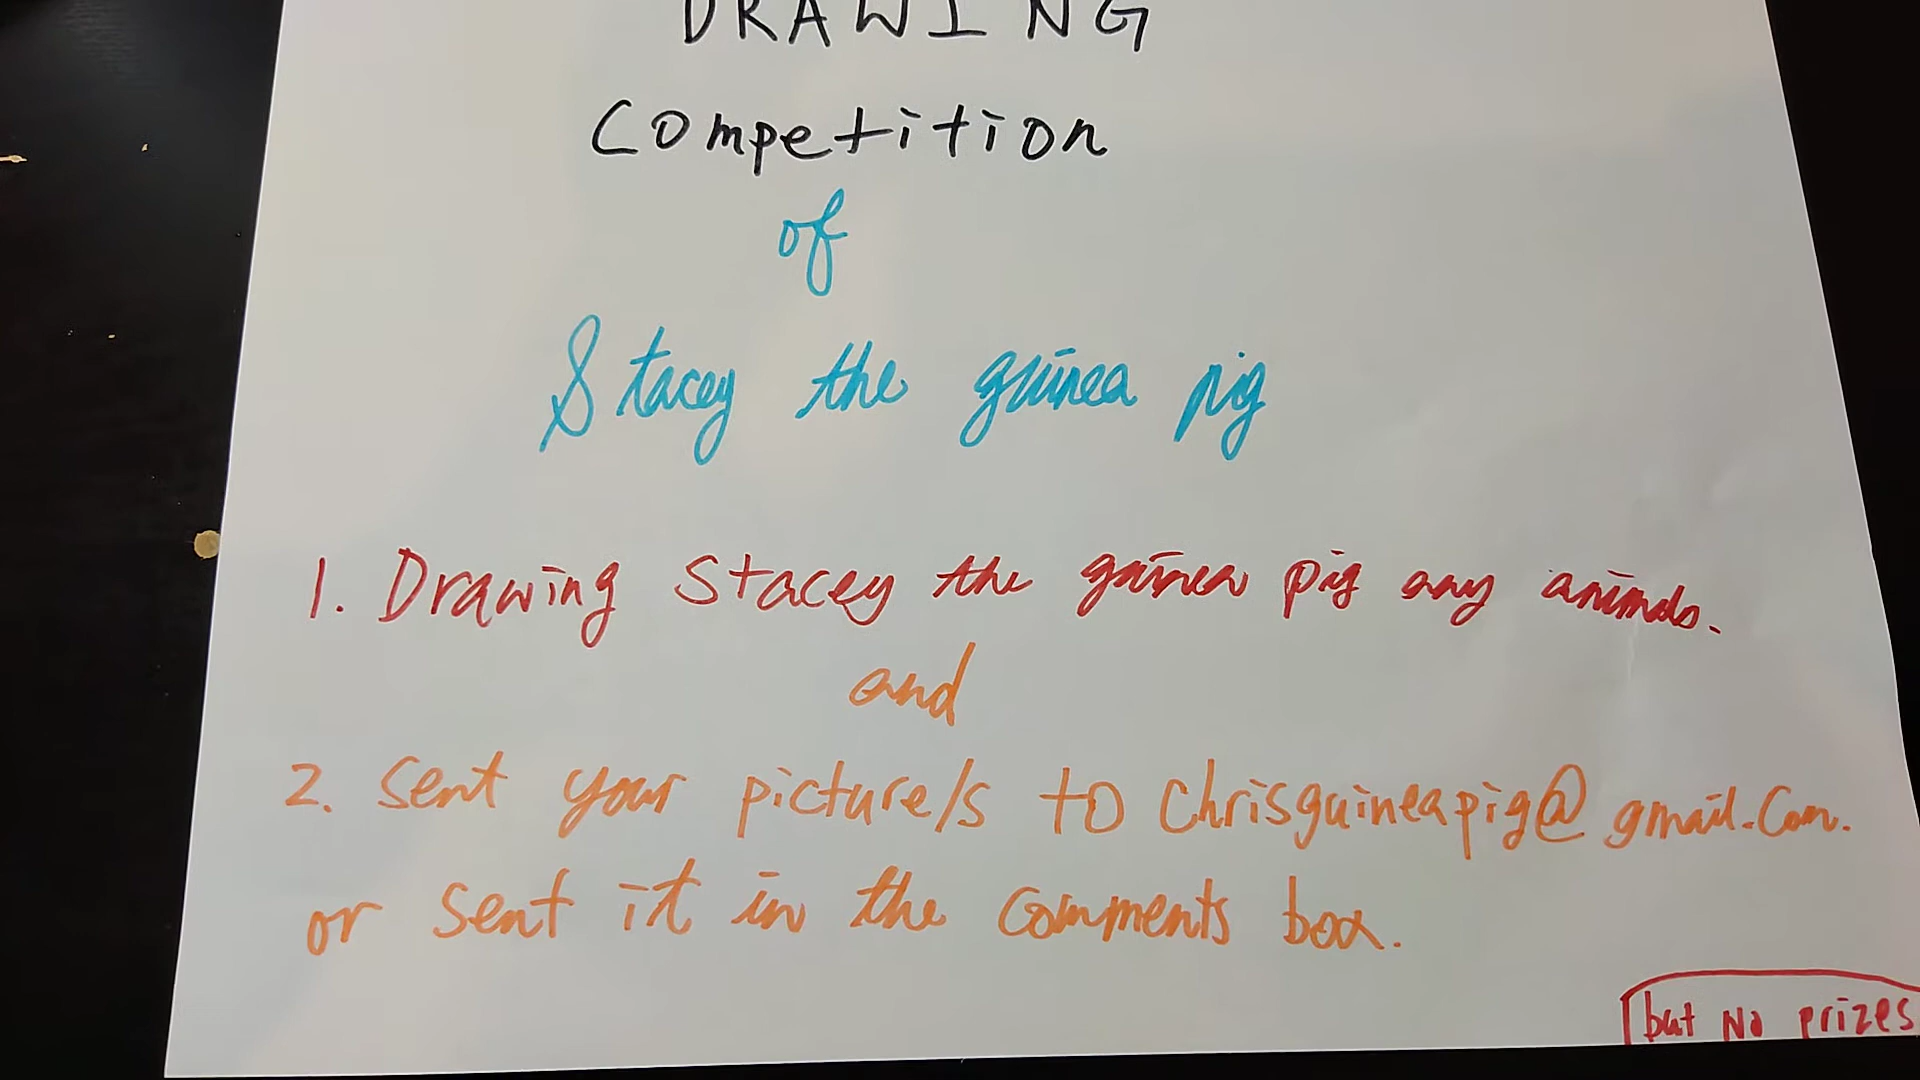 DRAWING
Competition
of
Stacey the guinea pig
1. Drawing Stacey the guinea pig any animals.
and
2. Sent your picture/s to Chrisguineapig@gmail.com.
or sent it in the comments box.
but No prizes